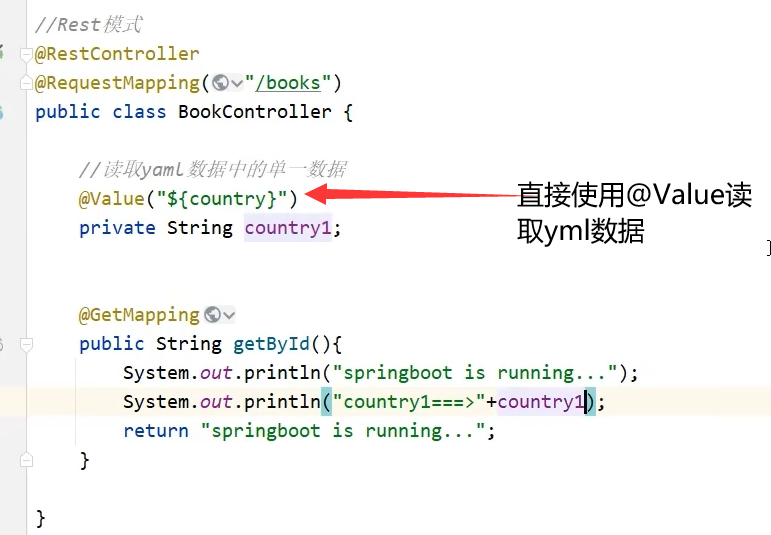 //Rest模式
@RestController
@RequestMapping("/books")
public class BookController {
//读取yaml数据中的单一数据
@Value("${country}")
直接使用@Value读
private String country1;
取yml数据
@GetMapping
public String getById(){
System.out.println("springboot is running...");
System.out.println("country1===>"+country1);
return "springboot is running...";
}
}